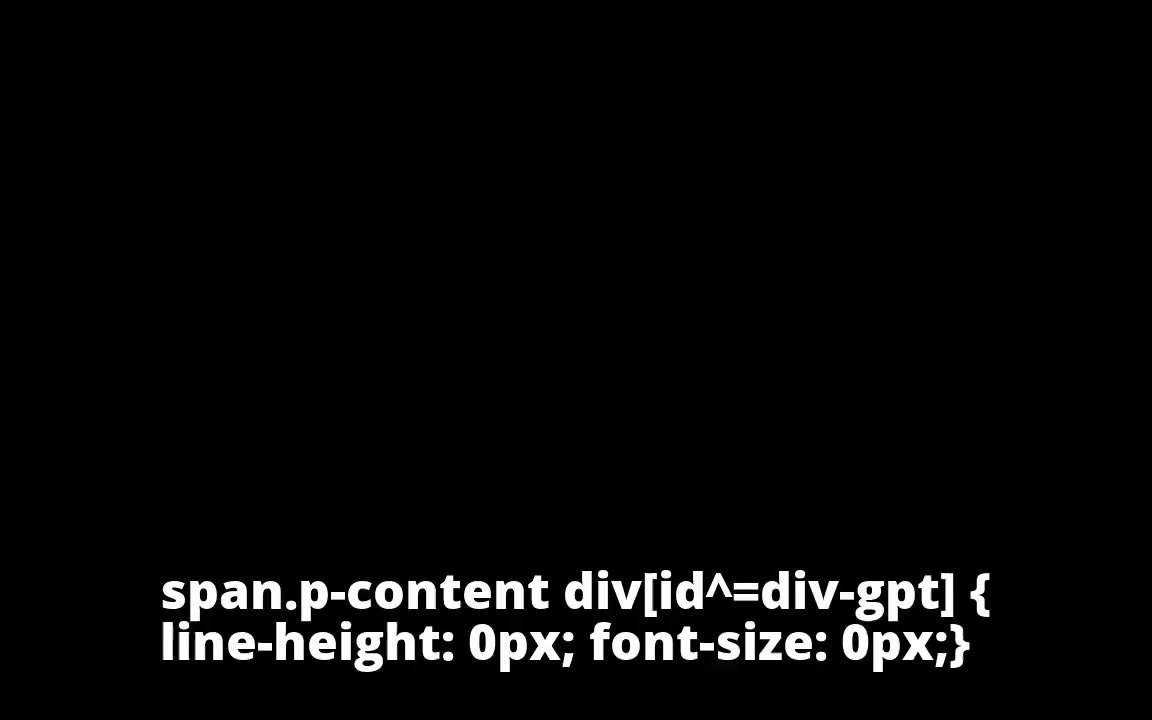 span.p-content div[id^=div-gpt] {
line-height: 0px; font-size: 0px;}